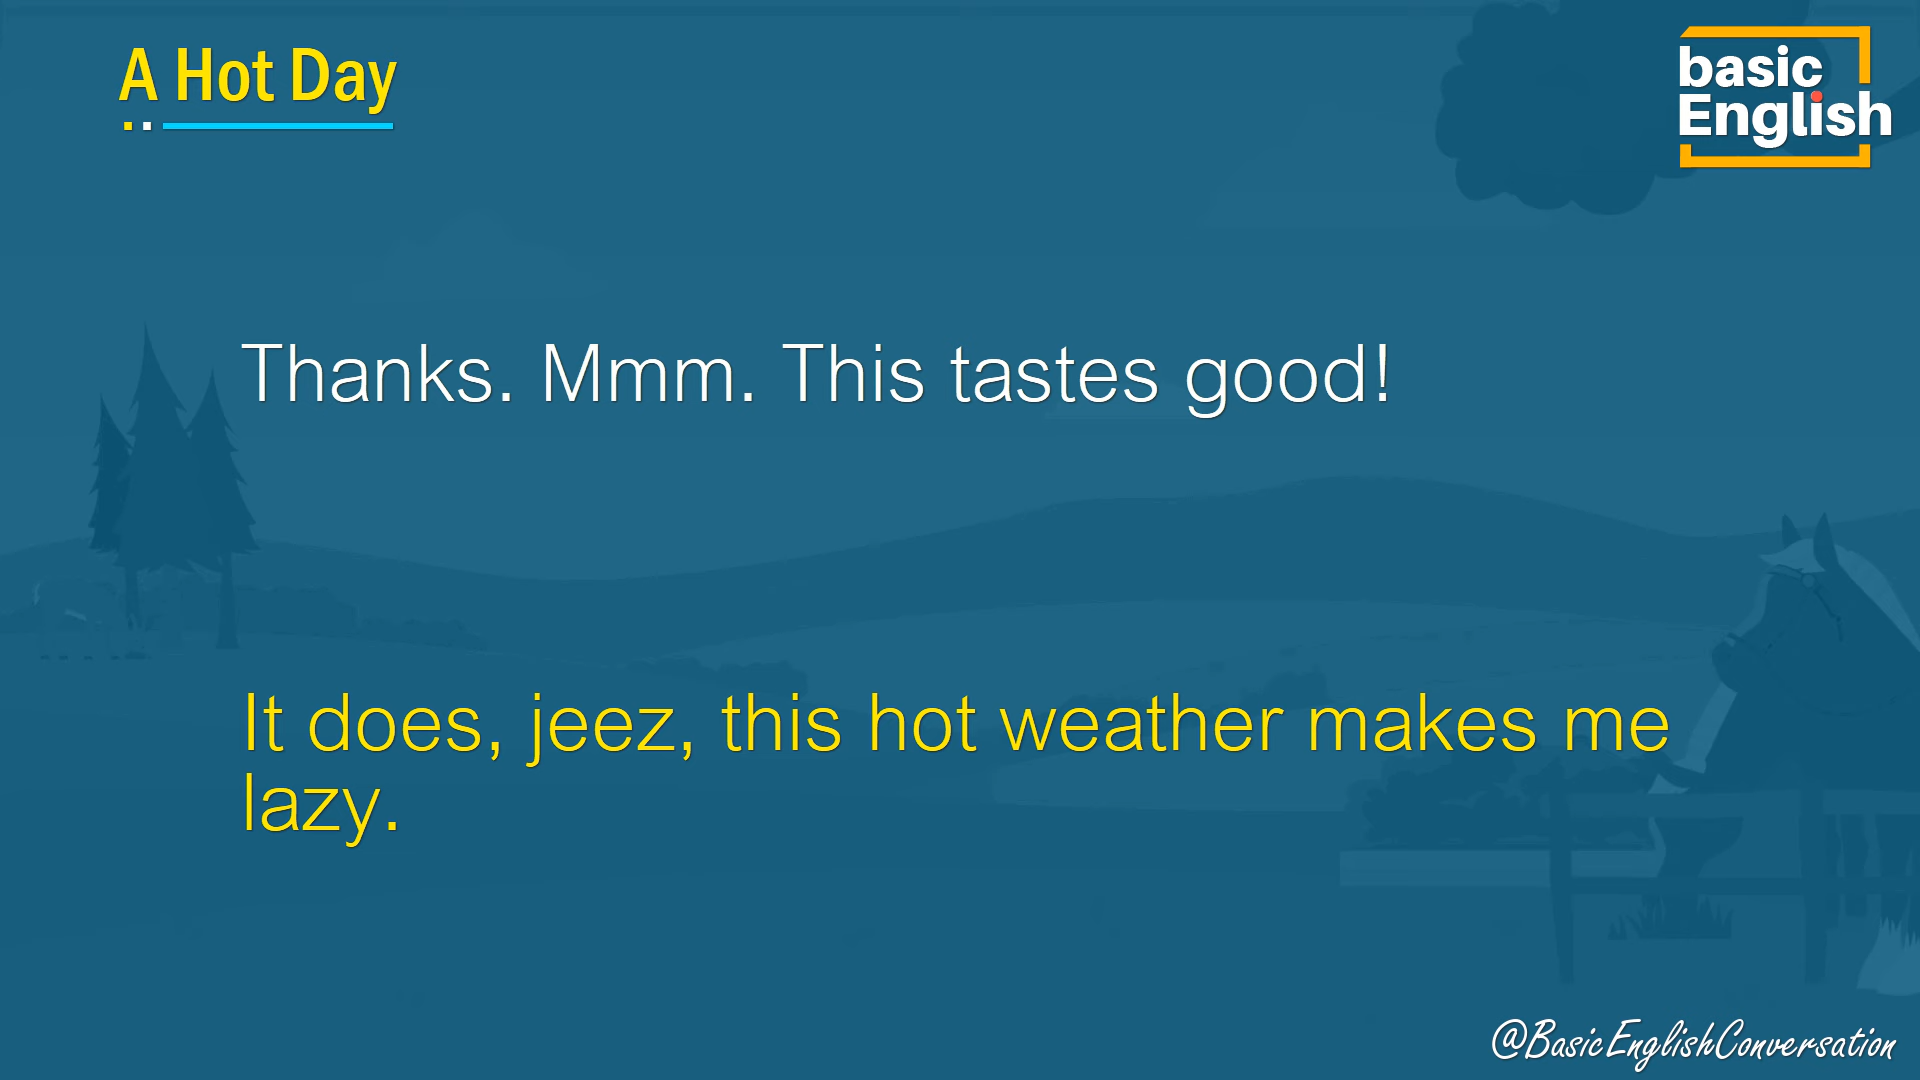 A Hot Day
basic
English
Thanks. Mmm. This tastes good!
It does, jeez, this hot weather makes me
lazy.
@BasicEnglishConversation